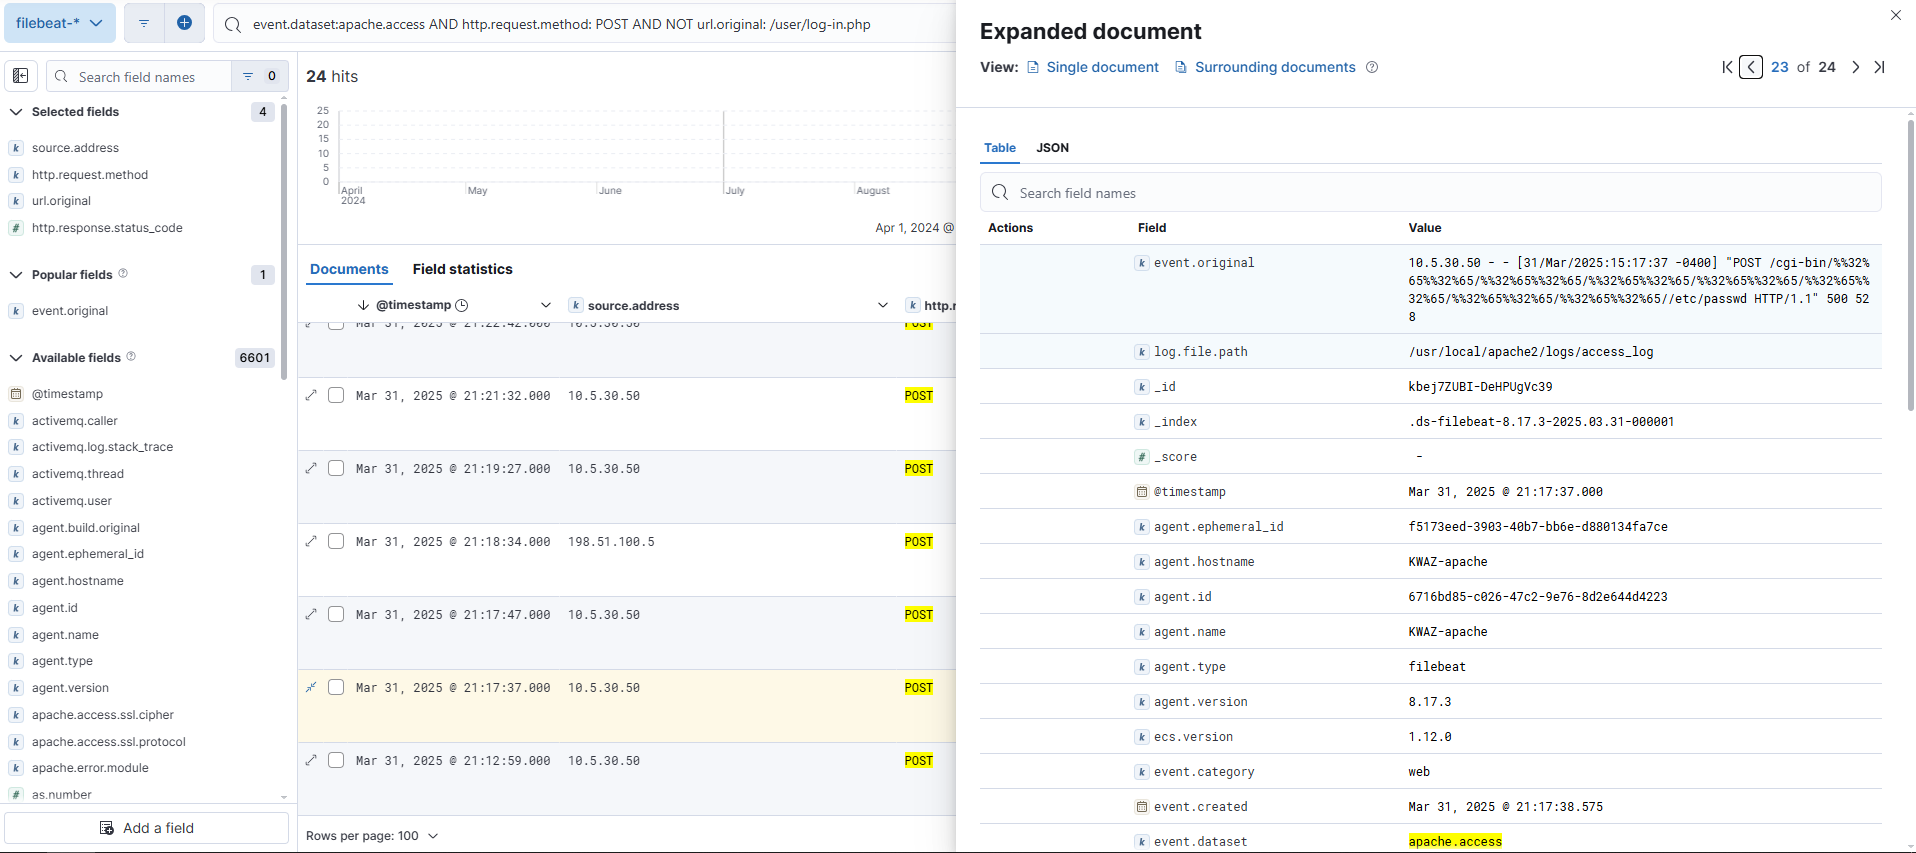 filebeat-*
event.dataset:apache.access AND http.request.method: POST AND NOT url.original: /user/log-in.php
Search field names
0
Selected fields
4
k source.address
k http.request.method
k url.original
# http.response.status_code
Popular fields
1
k event.original
Available fields
6601
@timestamp
k activemq.caller
k activemq.log.stack_trace
k activemq.thread
k activemq.user
k agent.build.original
k agent.ephemeral_id
k agent.hostname
k agent.id
k agent.name
k agent.type
k agent.version
k apache.access.ssl.cipher
k apache.access.ssl.protocol
k apache.error.module
# as.number
Add a field
24 hits
25
20
15
10
5
0
April
2024
May
June
July
August
Apr 1, 2024 @
Documents
Field statistics
@timestamp
k source.address
k http.r
Mar 31, 2025 @ 21:22:42.000 10.5.30.50 POST
Mar 31, 2025 @ 21:21:32.000 10.5.30.50 POST
Mar 31, 2025 @ 21:19:27.000 10.5.30.50 POST
Mar 31, 2025 @ 21:18:34.000 198.51.100.5 POST
Mar 31, 2025 @ 21:17:47.000 10.5.30.50 POST
Mar 31, 2025 @ 21:17:37.000 10.5.30.50 POST
Mar 31, 2025 @ 21:12:59.000 10.5.30.50 POST
Rows per page: 100
Expanded document
View: Single document Surrounding documents
23 of 24
Table
JSON
Search field names
Actions Field Value
k event.original 10.5.30.50 - - [31/Mar/2025:15:17:37 -0400] "POST /cgi-bin/%%32%
65%%32%65/%%32%65%%32%65/%%32%65%%32%65/%%32%65%%32%65/%%32%65%%
32%65/%%32%65%%32%65/%%32%65%%32%65//etc/passwd HTTP/1.1" 500 52
8
k log.file.path /usr/local/apache2/logs/access_log
k _id kbej7ZUBI-DeHPUgVc39
k _index .ds-filebeat-8.17.3-2025.03.31-000001
# _score -
@timestamp Mar 31, 2025 @ 21:17:37.000
k agent.ephemeral_id f5173eed-3903-40b7-bb6e-d880134fa7ce
k agent.hostname KWAZ-apache
k agent.id 6716bd85-c026-47c2-9e76-8d2e644d4223
k agent.name KWAZ-apache
k agent.type filebeat
k agent.version 8.17.3
k ecs.version 1.12.0
k event.category web
event.created Mar 31, 2025 @ 21:17:38.575
k event.dataset apache.access